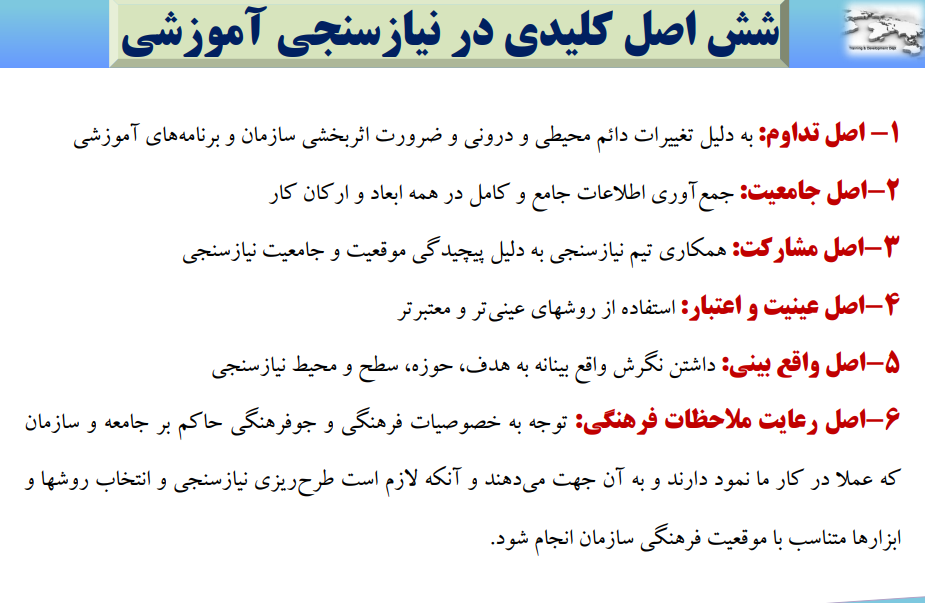 شش اصل کلیدی در نیازسنجی آموزشی
Training & Development Dept
۱- اصل تداوم: به دلیل تغییرات دائم محیطی و درونی و ضرورت اثربخشی سازمان و برنامه‌های آموزشی
۲-اصل جامعیت: جمع‌آوری اطلاعات جامع و کامل در همه ابعاد و ارکان کار
۳-اصل مشارکت: همکاری تیم نیازسنجی به دلیل پیچیدگی موقعیت و جامعیت نیازسنجی
۴-اصل عینیت و اعتبار: استفاده از روشهای عینی‌تر و معتبرتر
۵-اصل واقع بینی: داشتن نگرش واقع بینانه به هدف، حوزه، سطح و محیط نیازسنجی
۶-اصل رعایت ملاحظات فرهنگی: توجه به خصوصیات فرهنگی و جوفرهنگی حاکم بر جامعه و سازمان
که عملا در کار ما نمود دارند و به آن جهت می‌دهند و آنکه لازم است طرح‌ریزی نیازسنجی و انتخاب روشها و
ابزارها متناسب با موقعیت فرهنگی سازمان انجام شود.